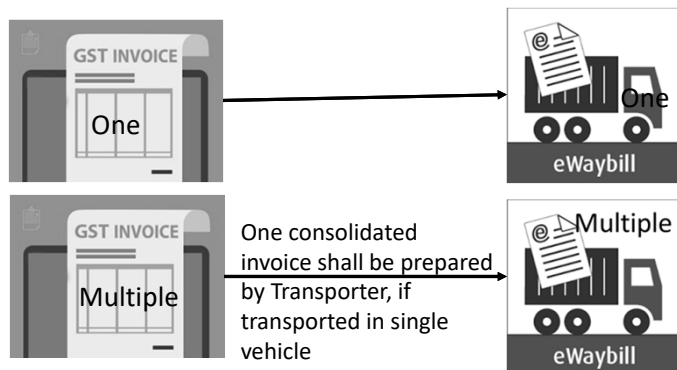 GST INVOICE
One
e
One
eWaybill
GST INVOICE
Multiple
One consolidated
invoice shall be prepared
by Transporter, if
transported in single
vehicle
e
Multiple
eWaybill